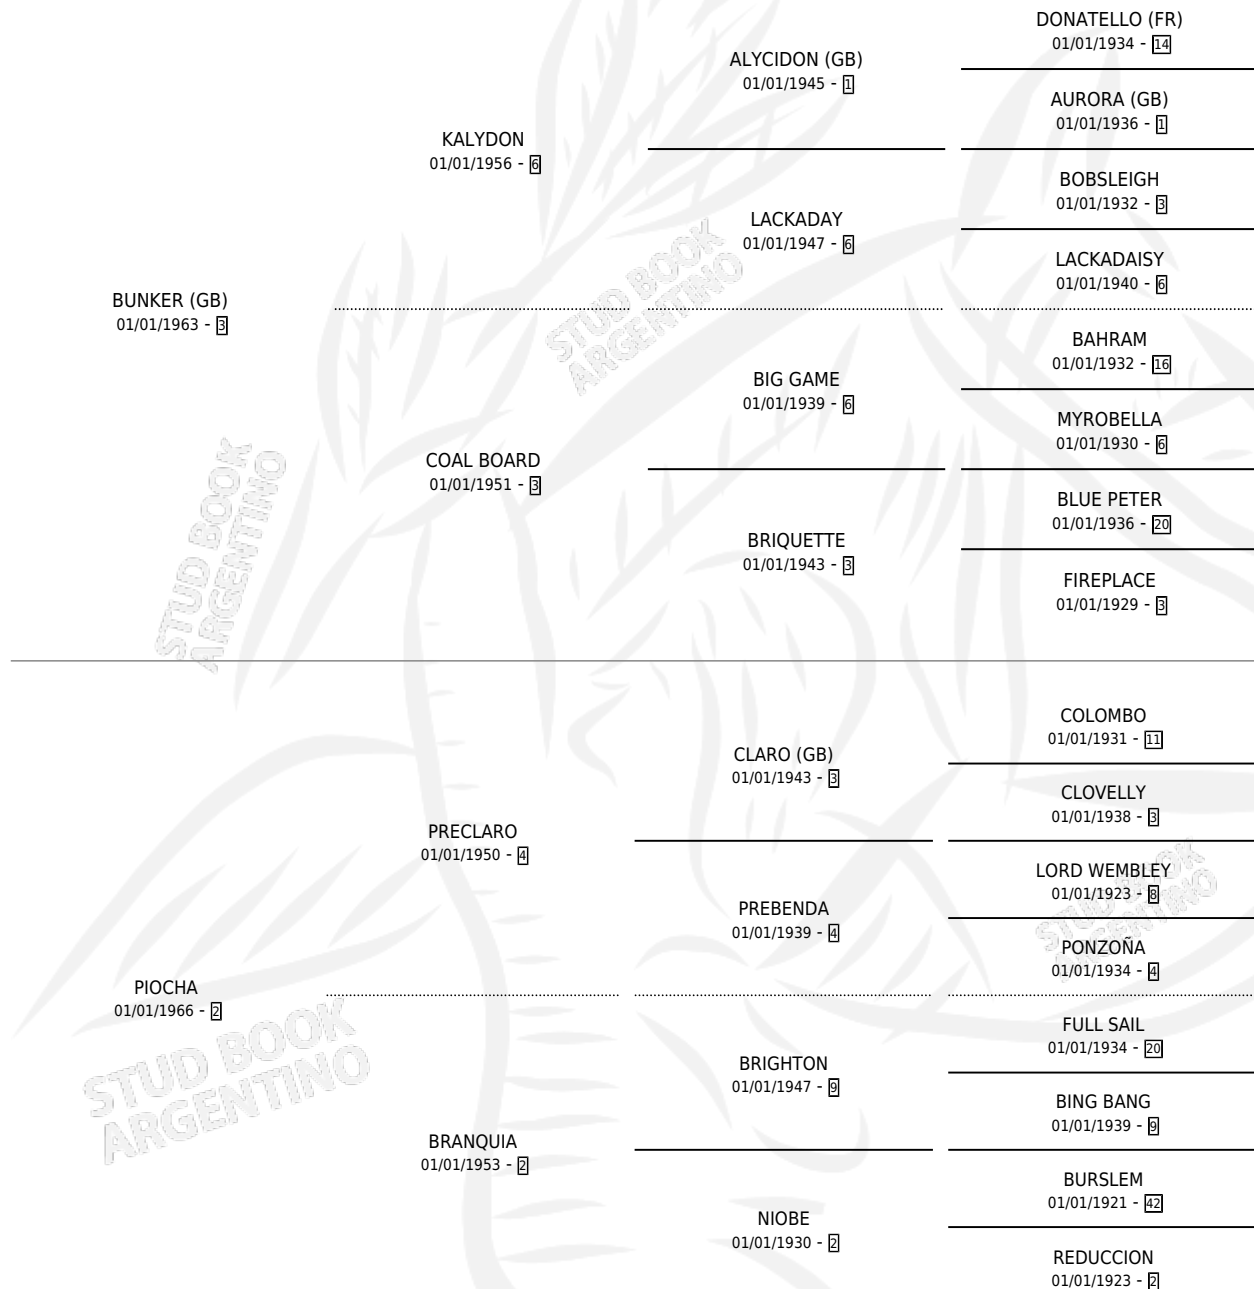 DONATELLO (FR)
01/01/1934 - 14
ALYCIDON (GB)
01/01/1945 - 1
AURORA (GB)
01/01/1936 - 1
KALYDON
01/01/1956 - 6
BOBSLEIGH
01/01/1932 - 3
LACKADAY
01/01/1947 - 6
LACKADAISY
01/01/1940 - 6
BUNKER (GB)
01/01/1963 - 3
STUD BOOK
ARGENTINO
BAHRAM
01/01/1932 - 16
BIG GAME
01/01/1939 - 6
MYROBELLA
01/01/1930 - 6
COAL BOARD
01/01/1951 - 3
BLUE PETER
01/01/1936 - 20
BRIQUETTE
01/01/1943 - 3
FIREPLACE
01/01/1929 - 3
STUD BOOK
ARGENTINO
COLOMBO
01/01/1931 - 11
CLARO (GB)
01/01/1943 - 3
CLOVELLY
01/01/1938 - 3
PRECLARO
01/01/1950 - 4
LORD WEMBLEY
01/01/1923 - 8
PREBENDA
01/01/1939 - 4
PONZOÑA
01/01/1934 - 4
STUD BOOK
ARGENTINO
PIOCHA
01/01/1966 - 2
FULL SAIL
01/01/1934 - 20
BRIGHTON
01/01/1947 - 9
BING BANG
01/01/1939 - 9
STUD BOOK
ARGENTINO
BRANQUIA
01/01/1953 - 2
BURSLEM
01/01/1921 - 42
NIOBE
01/01/1930 - 2
REDUCCION
01/01/1923 - 2